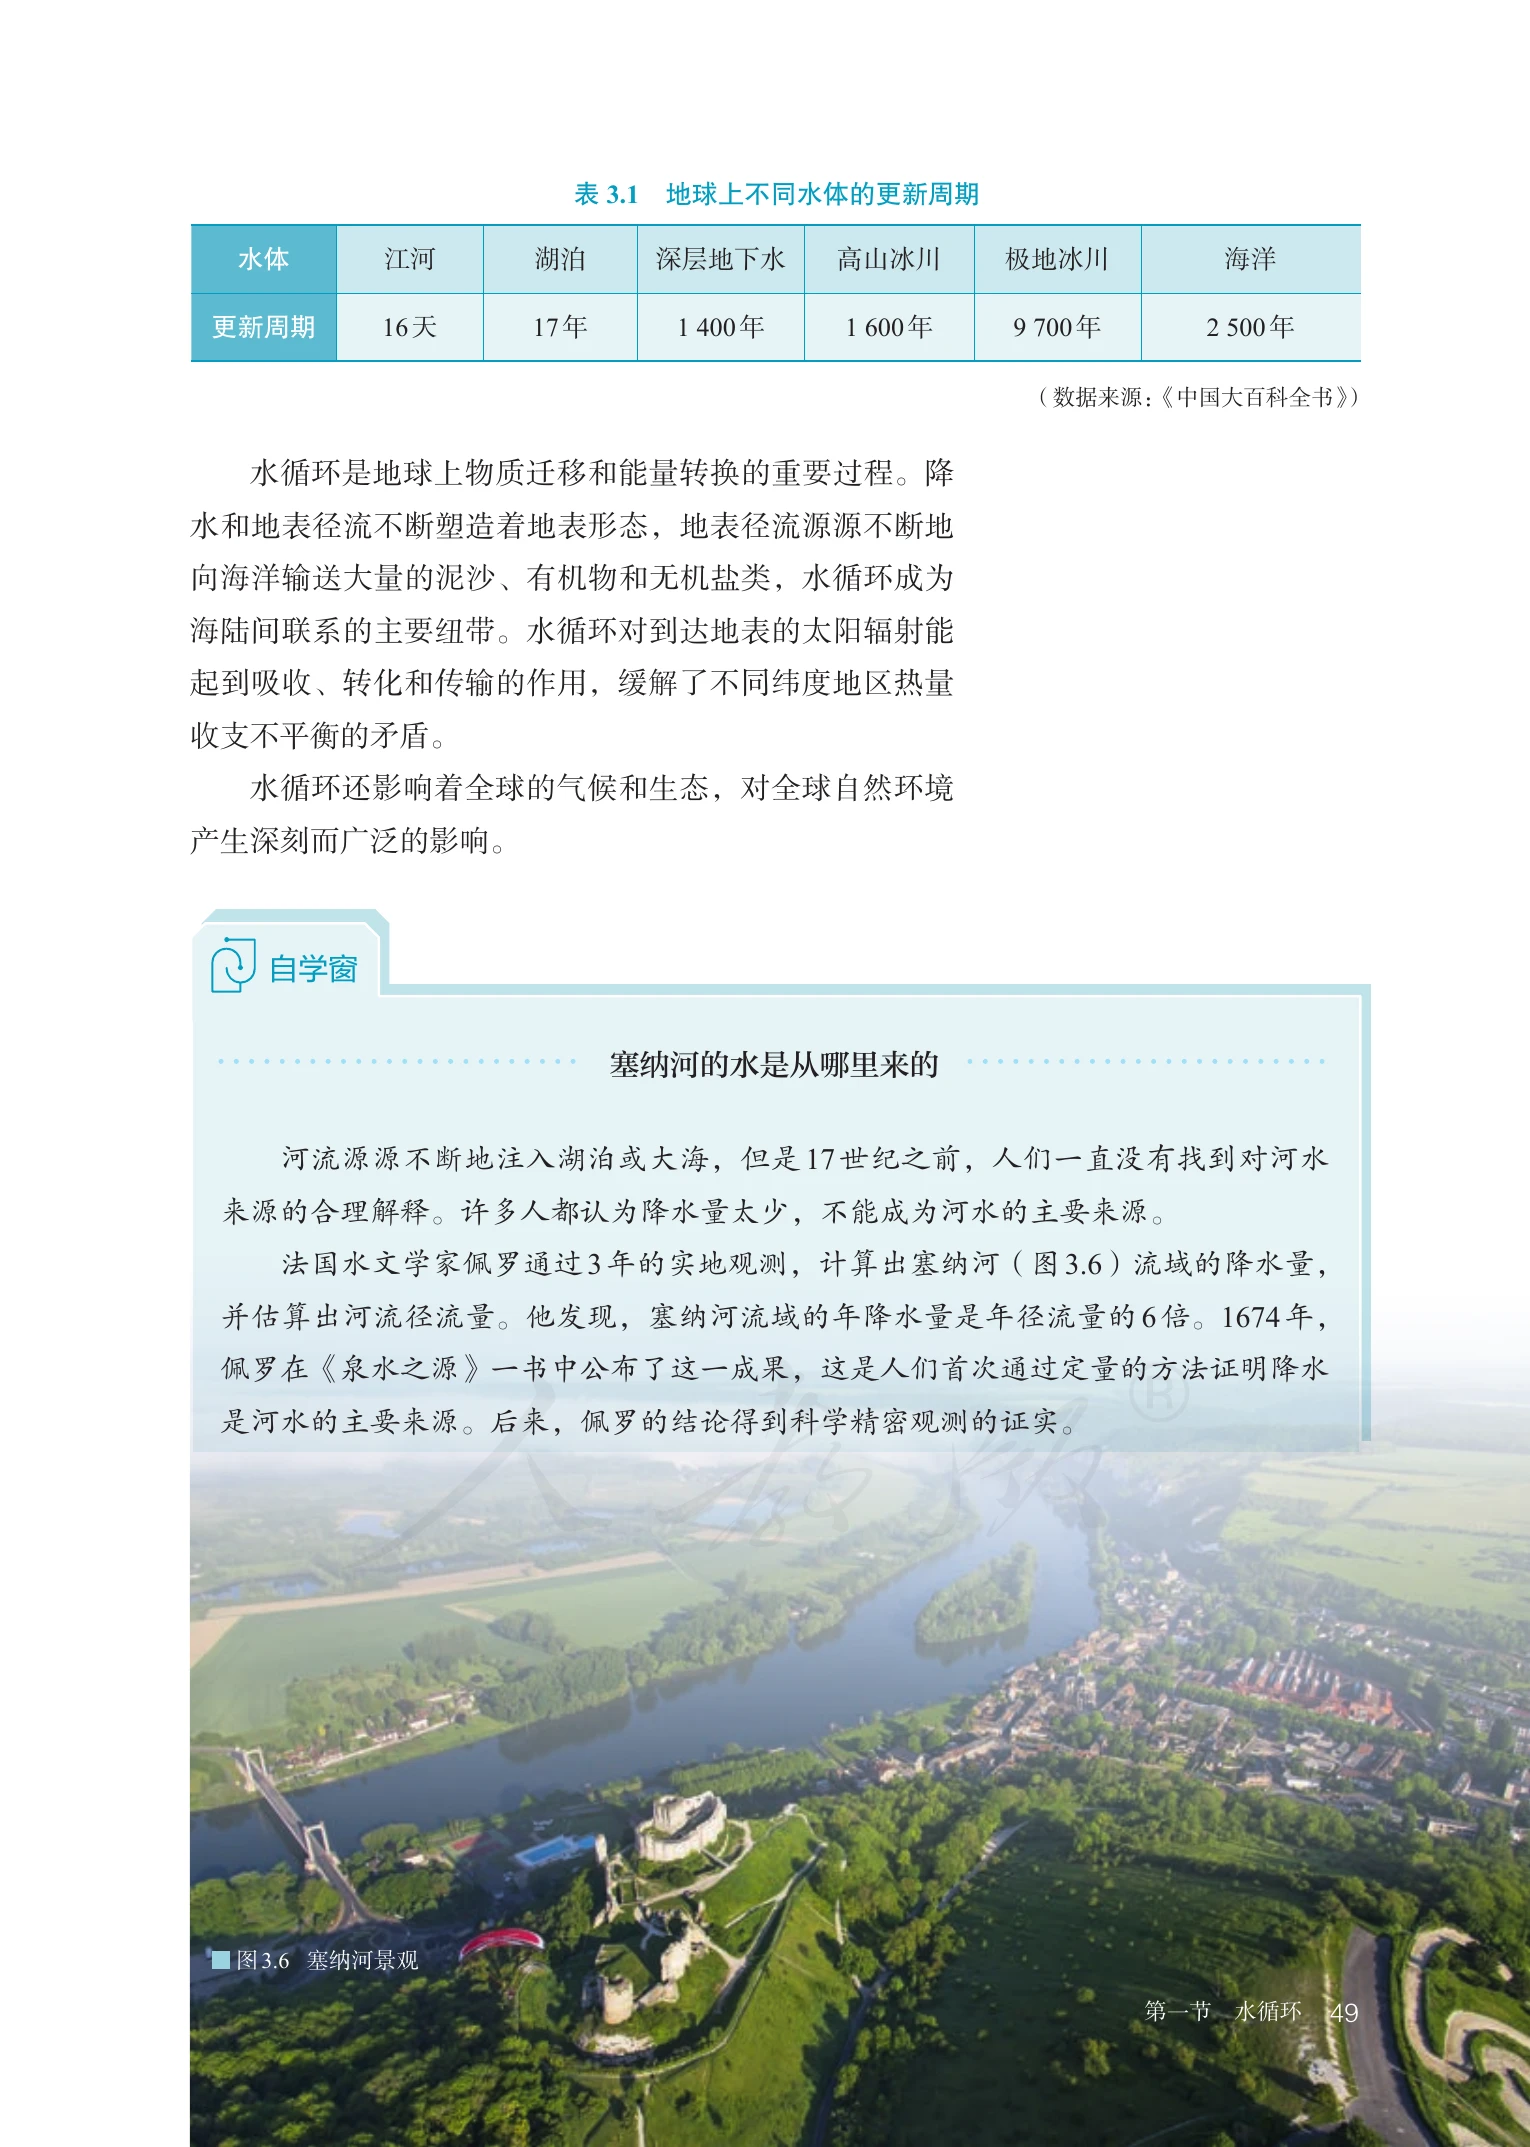 表 3.1 地球上不同水体的更新周期
水体 江河 湖泊 深层地下水 高山冰川 极地冰川 海洋
更新周期 16天 17年 1 400年 1 600年 9 700年 2 500年
（数据来源：《中国大百科全书》）
水循环是地球上物质迁移和能量转换的重要过程。降
水和地表径流不断塑造着地表形态，地表径流源源不断地
向海洋输送大量的泥沙、有机物和无机盐类，水循环成为
海陆间联系的主要纽带。水循环对到达地表的太阳辐射能
起到吸收、转化和传输的作用，缓解了不同纬度地区热量
收支不平衡的矛盾。
水循环还影响着全球的气候和生态，对全球自然环境
产生深刻而广泛的影响。
自学窗
塞纳河的水是从哪里来的
河流源源不断地注入湖泊或大海，但是17世纪之前，人们一直没有找到对河水
来源的合理解释。许多人都认为降水量太少，不能成为河水的主要来源。
法国水文学家佩罗通过3年的实地观测，计算出塞纳河（图3.6）流域的降水量，
并估算出河流径流量。他发现，塞纳河流域的年降水量是年径流量的6倍。1674年，
佩罗在《泉水之源》一书中公布了这一成果，这是人们首次通过定量的方法证明降水
是河水的主要来源。后来，佩罗的结论得到科学精密观测的证实。
人教版®
图3.6 塞纳河景观
第一节 水循环 49